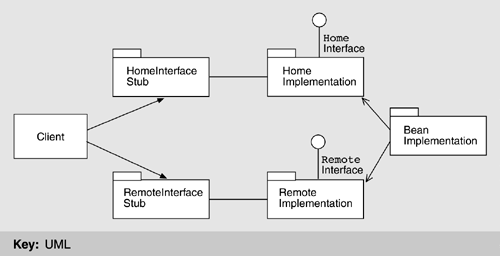 Home
Interface
HomeInterface
Stub
Home
Implementation
Client
Bean
Implementation
Remote
Interface
RemoteInterface
Stub
Remote
Implementation
Key: UML